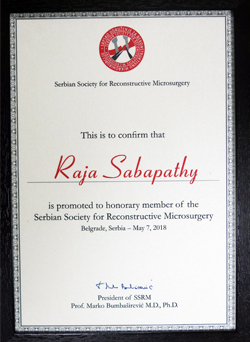 Serbian Society for Reconstructive Microsurgery
This is to confirm that
Raja Sabapathy
is promoted to honorary member of the
Serbian Society for Reconstructive Microsurgery
Belgrade, Serbia – May 7, 2018
President of SSRM
Prof. Marko Bumbaširević M.D., Ph.D.